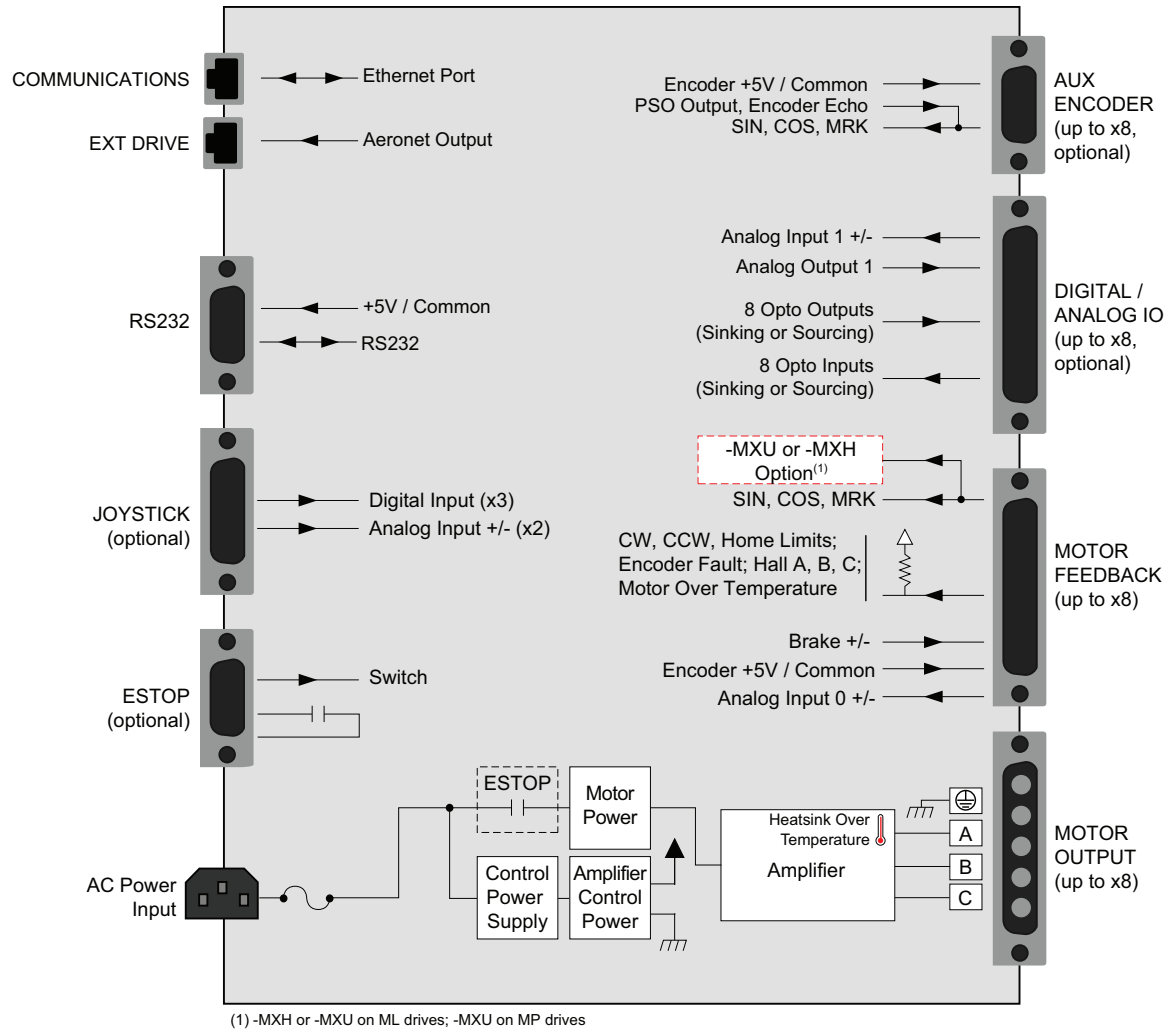 COMMUNICATIONS
Ethernet Port
EXT DRIVE
Aeronet Output
RS232
+5V / Common
RS232
JOYSTICK
(optional)
Digital Input (x3)
Analog Input +/- (x2)
ESTOP
(optional)
Switch
AC Power
Input
ESTOP
Motor
Power
Control
Power
Supply
Amplifier
Control
Power
Heatsink Over
Temperature
Amplifier
A
B
C
Encoder +5V / Common
PSO Output, Encoder Echo
SIN, COS, MRK
AUX
ENCODER
(up to x8,
optional)
Analog Input 1 +/-
Analog Output 1
8 Opto Outputs
(Sinking or Sourcing)
8 Opto Inputs
(Sinking or Sourcing)
DIGITAL /
ANALOG IO
(up to x8,
optional)
-MXU or -MXH
Option(1)
SIN, COS, MRK
CW, CCW, Home Limits;
Encoder Fault; Hall A, B, C;
Motor Over Temperature
Brake +/-
Encoder +5V / Common
Analog Input 0 +/-
MOTOR
FEEDBACK
(up to x8)
MOTOR
OUTPUT
(up to x8)
(1) -MXH or -MXU on ML drives; -MXU on MP drives